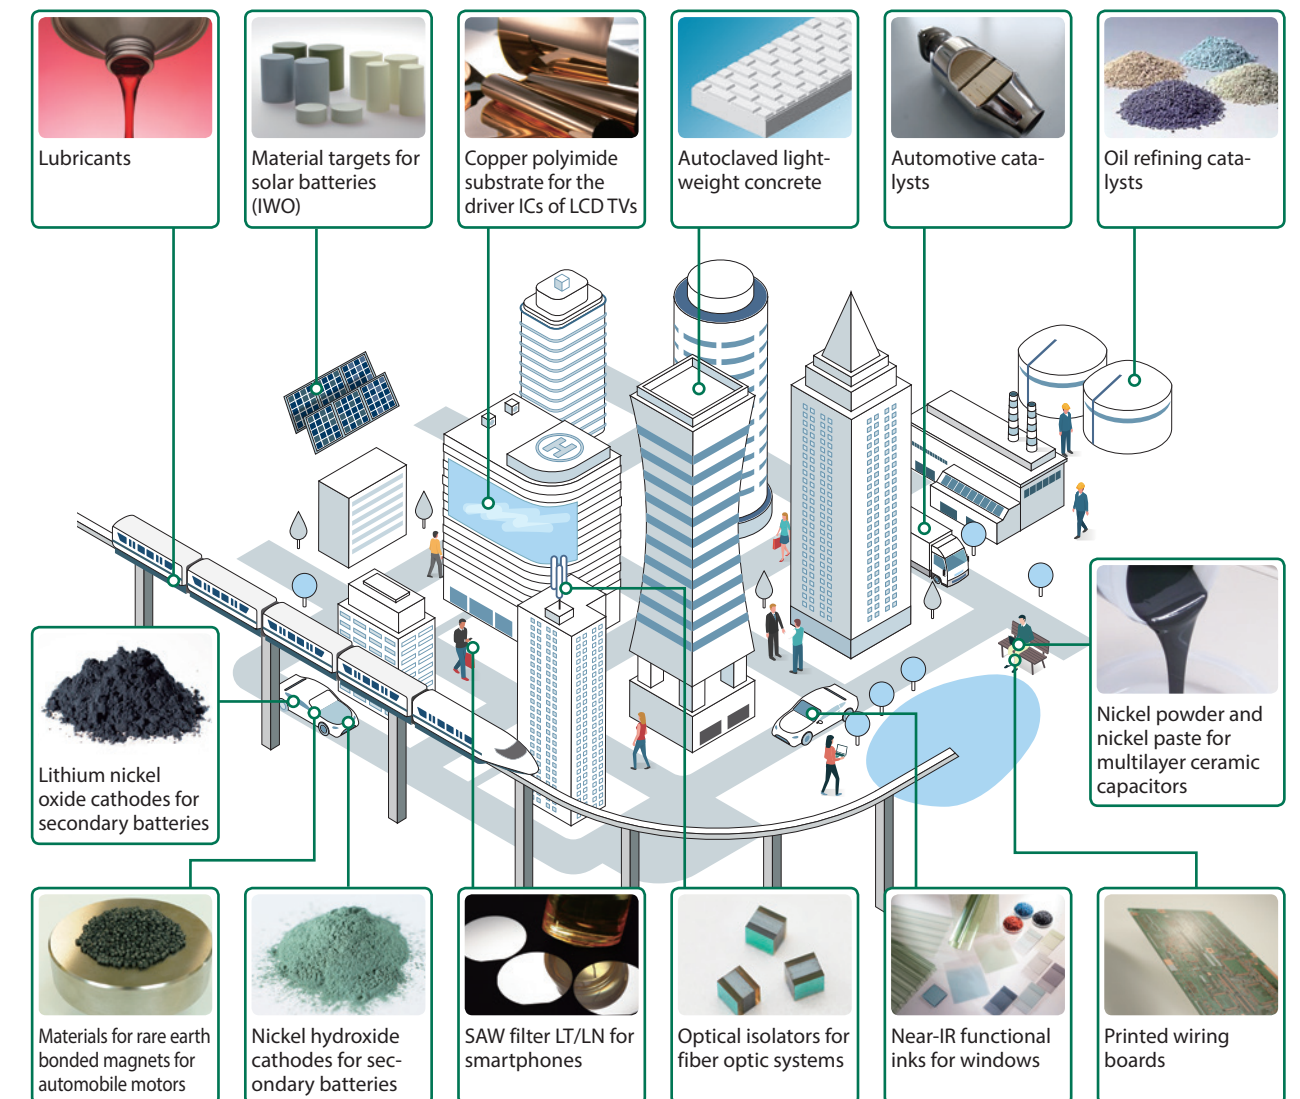 Lubricants
Material targets for
solar batteries
(IWO)
Copper polyimide
substrate for the
driver ICs of LCD TVs
Autoclaved light-
weight concrete
Automotive cata-
lysts
Oil refining cata-
lysts
H
Lithium nickel
oxide cathodes for
secondary batteries
Nickel powder and
nickel paste for
multilayer ceramic
capacitors
Materials for rare earth
bonded magnets for
automobile motors
Nickel hydroxide
cathodes for sec-
ondary batteries
SAW filter LT/LN for
smartphones
Optical isolators for
fiber optic systems
Near-IR functional
inks for windows
Printed wiring
boards